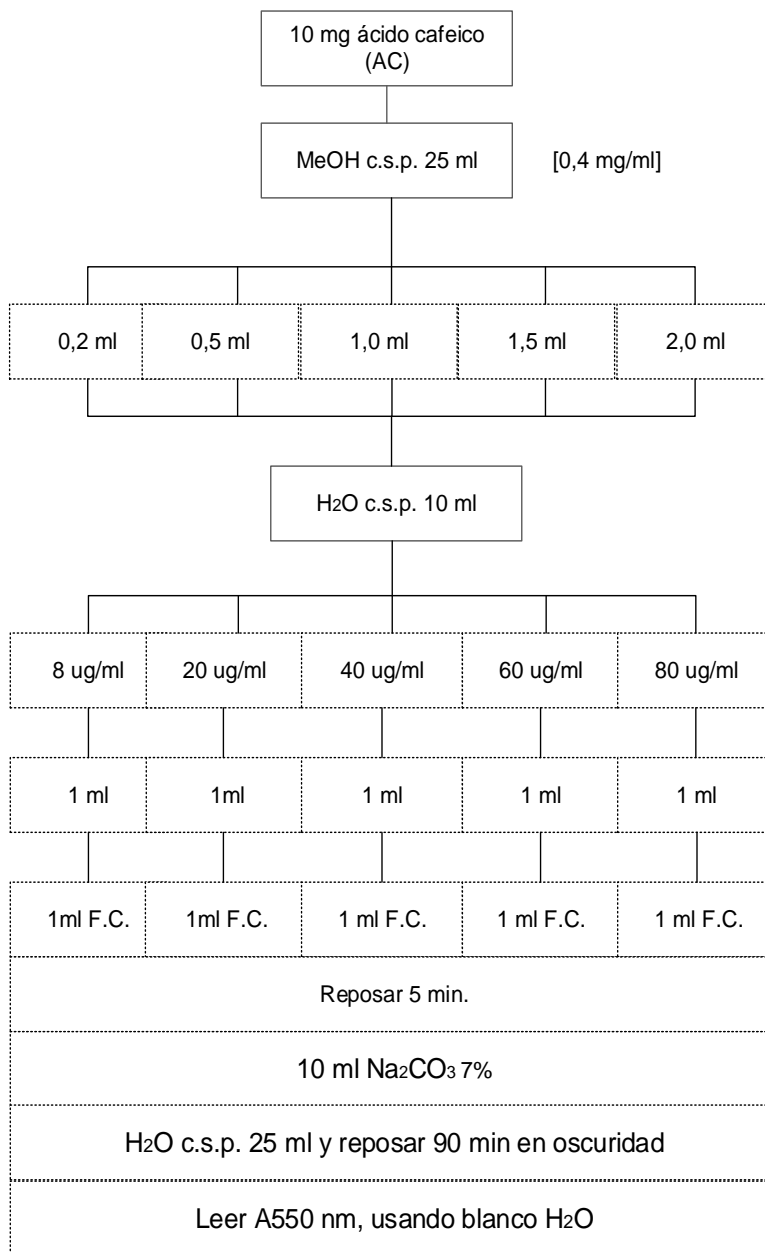 10 mg ácido cafeico
(AC)
MeOH c.s.p. 25 ml [0,4 mg/ml]
0,2 ml 0,5 ml 1,0 ml 1,5 ml 2,0 ml
H2O c.s.p. 10 ml
8 ug/ml 20 ug/ml 40 ug/ml 60 ug/ml 80 ug/ml
1 ml 1ml 1 ml 1 ml 1 ml
1ml F.C. 1ml F.C. 1 ml F.C. 1 ml F.C. 1 ml F.C.
Reposar 5 min.
10 ml Na2CO3 7%
H2O c.s.p. 25 ml y reposar 90 min en oscuridad
Leer A550 nm, usando blanco H2O